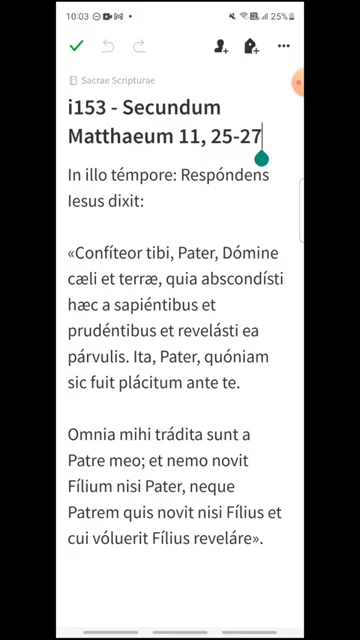 10:03
25%
Sacrae Scripturae
i153 - Secundum
Matthaeum 11, 25-27
In illo témpore: Respóndens
Iesus dixit:
«Confíteor tibi, Pater, Dómine
cæli et terræ, quia abscondísti
hæc a sapiéntibus et
prudéntibus et revelásti ea
párvulis. Ita, Pater, quóniam
sic fuit plácitum ante te.
Omnia mihi trádita sunt a
Patre meo; et nemo novit
Fílium nisi Pater, neque
Patrem quis novit nisi Fílius et
cui vóluerit Fílius reveláre».